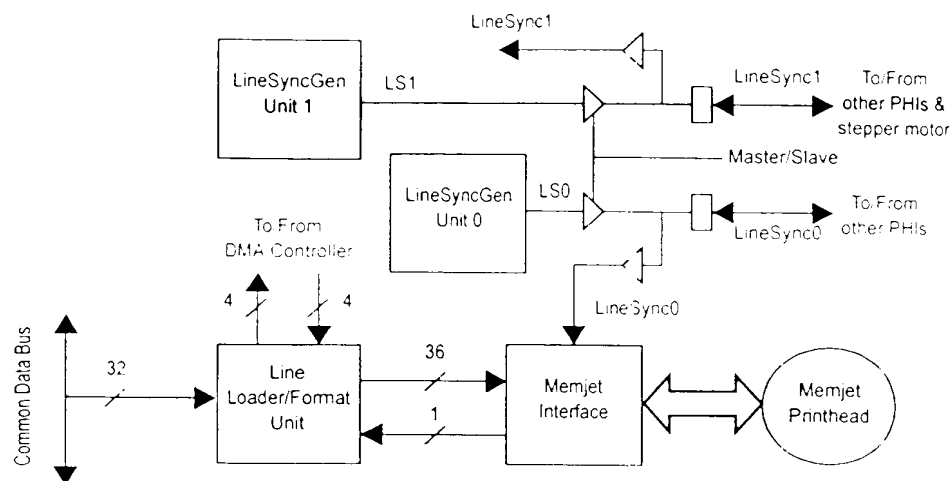 LineSync1
LineSyncGen
Unit 1
LS1
LineSync1
To/From
other PHIs &
stepper motor
Master/Slave
LineSyncGen
Unit 0
LS0
LineSync0
To/From
other PHIs
To/From
DMA Controller
4
4
LineSync0
Common Data Bus
32
Line
Loader/Format
Unit
36
1
Memjet
Interface
Memjet
Printhead